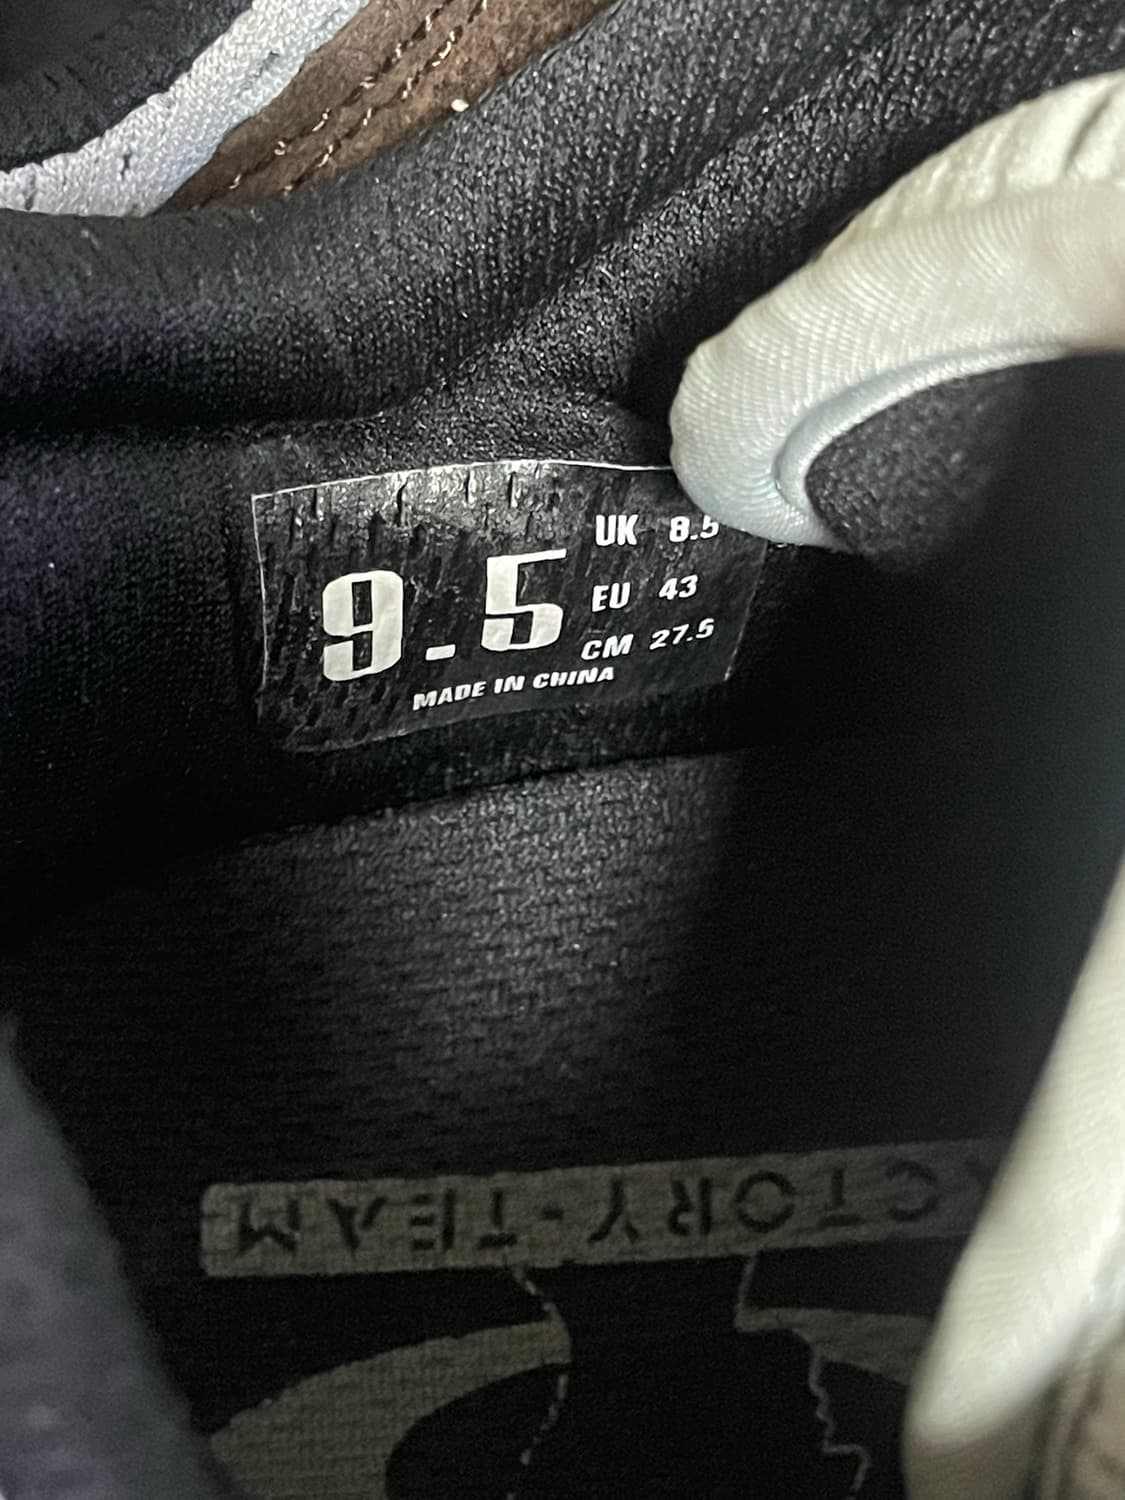 9.5
UK 8.5
EU 43
CM 27.5
MADE IN CHINA
CTORY·TEAM